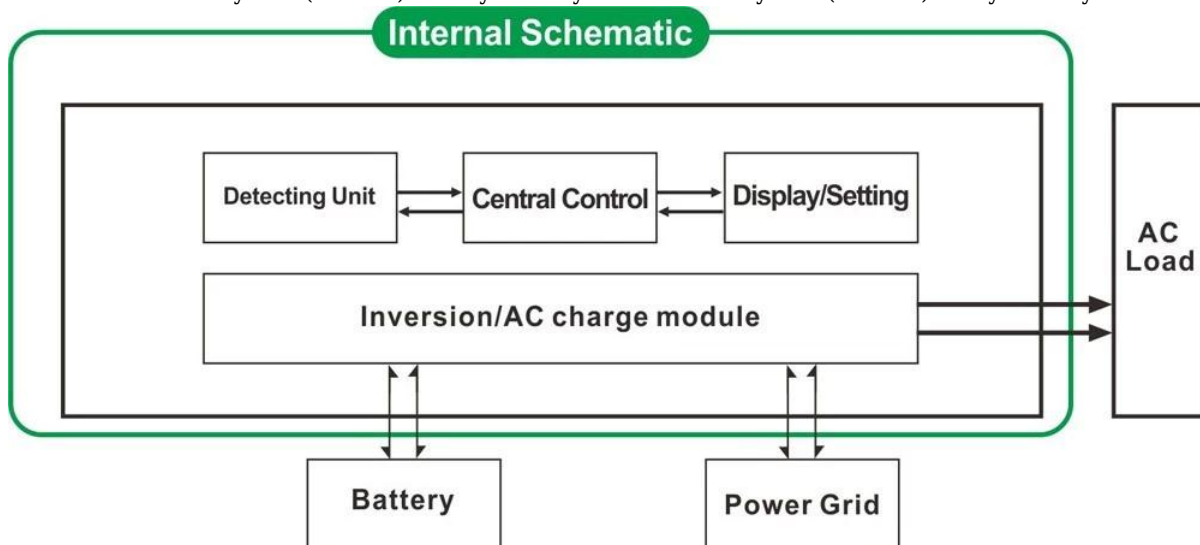 Internal Schematic
Detecting Unit
Central Control
Display/Setting
AC
Load
Inversion/AC charge module
Battery
Power Grid